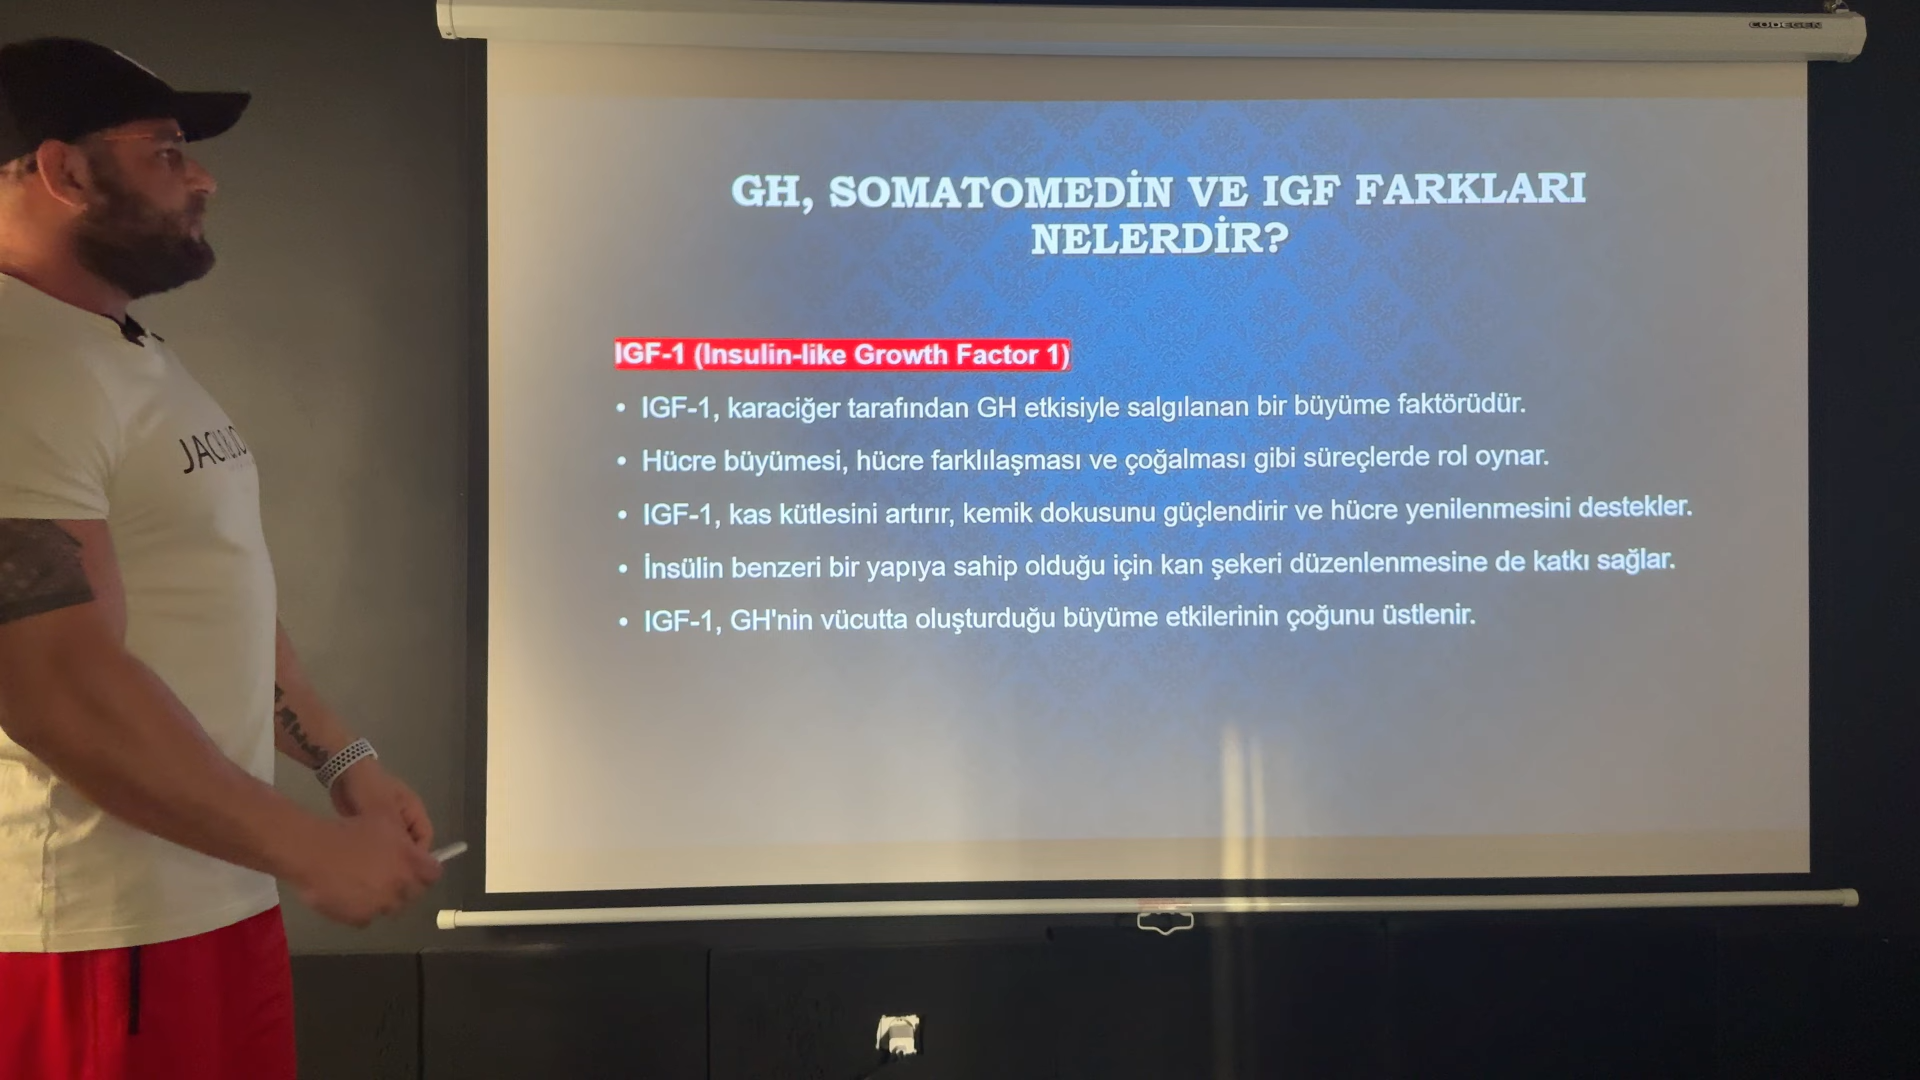 CODEGEN
GH, SOMATOMEDİN VE IGF FARKLARI
NELERDİR?
IGF-1 (Insulin-like Growth Factor 1)
• IGF-1, karaciğer tarafından GH etkisiyle salgılanan bir büyüme faktörüdür.
• Hücre büyümesi, hücre farklılaşması ve çoğalması gibi süreçlerde rol oynar.
• IGF-1, kas kütlesini artırır, kemik dokusunu güçlendirir ve hücre yenilenmesini destekler.
• İnsülin benzeri bir yapıya sahip olduğu için kan şekeri düzenlenmesine de katkı sağlar.
• IGF-1, GH'nin vücutta oluşturduğu büyüme etkilerinin çoğunu üstlenir.